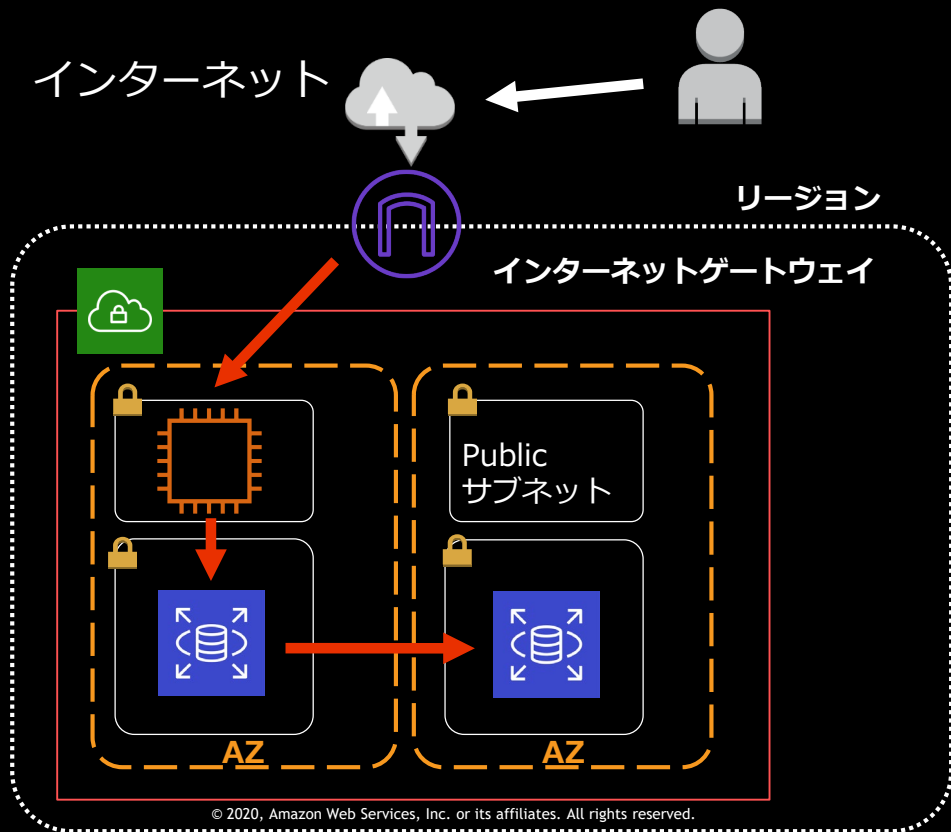 インターネット
リージョン
インターネットゲートウェイ
Public
サブネット
AZ
AZ
© 2020, Amazon Web Services, Inc. or its affiliates. All rights reserved.